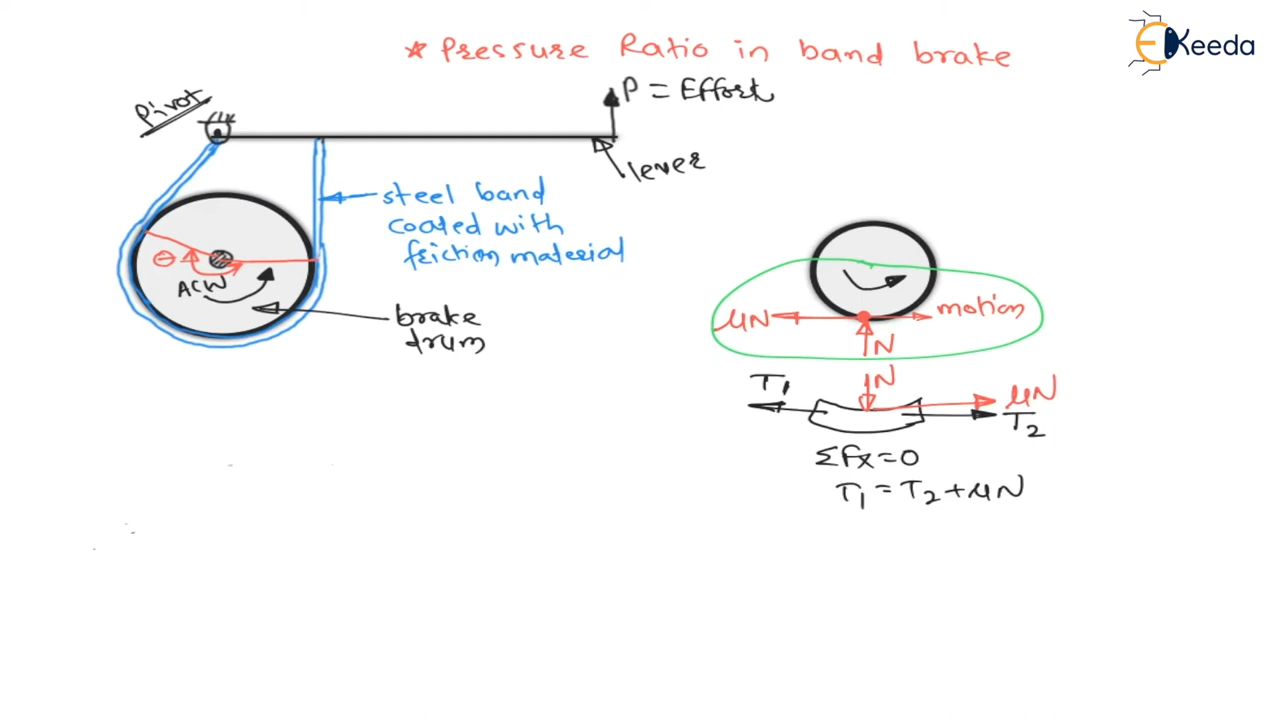 * Pressure Ratio in band brake
Keeda
Pivot
P = Effort
lever
steel band
coated with
friction material
θ
ACW
brake
drum
μN
motion
N
N
T1
μN
T2
Σfx=0
T1 = T2 + μN